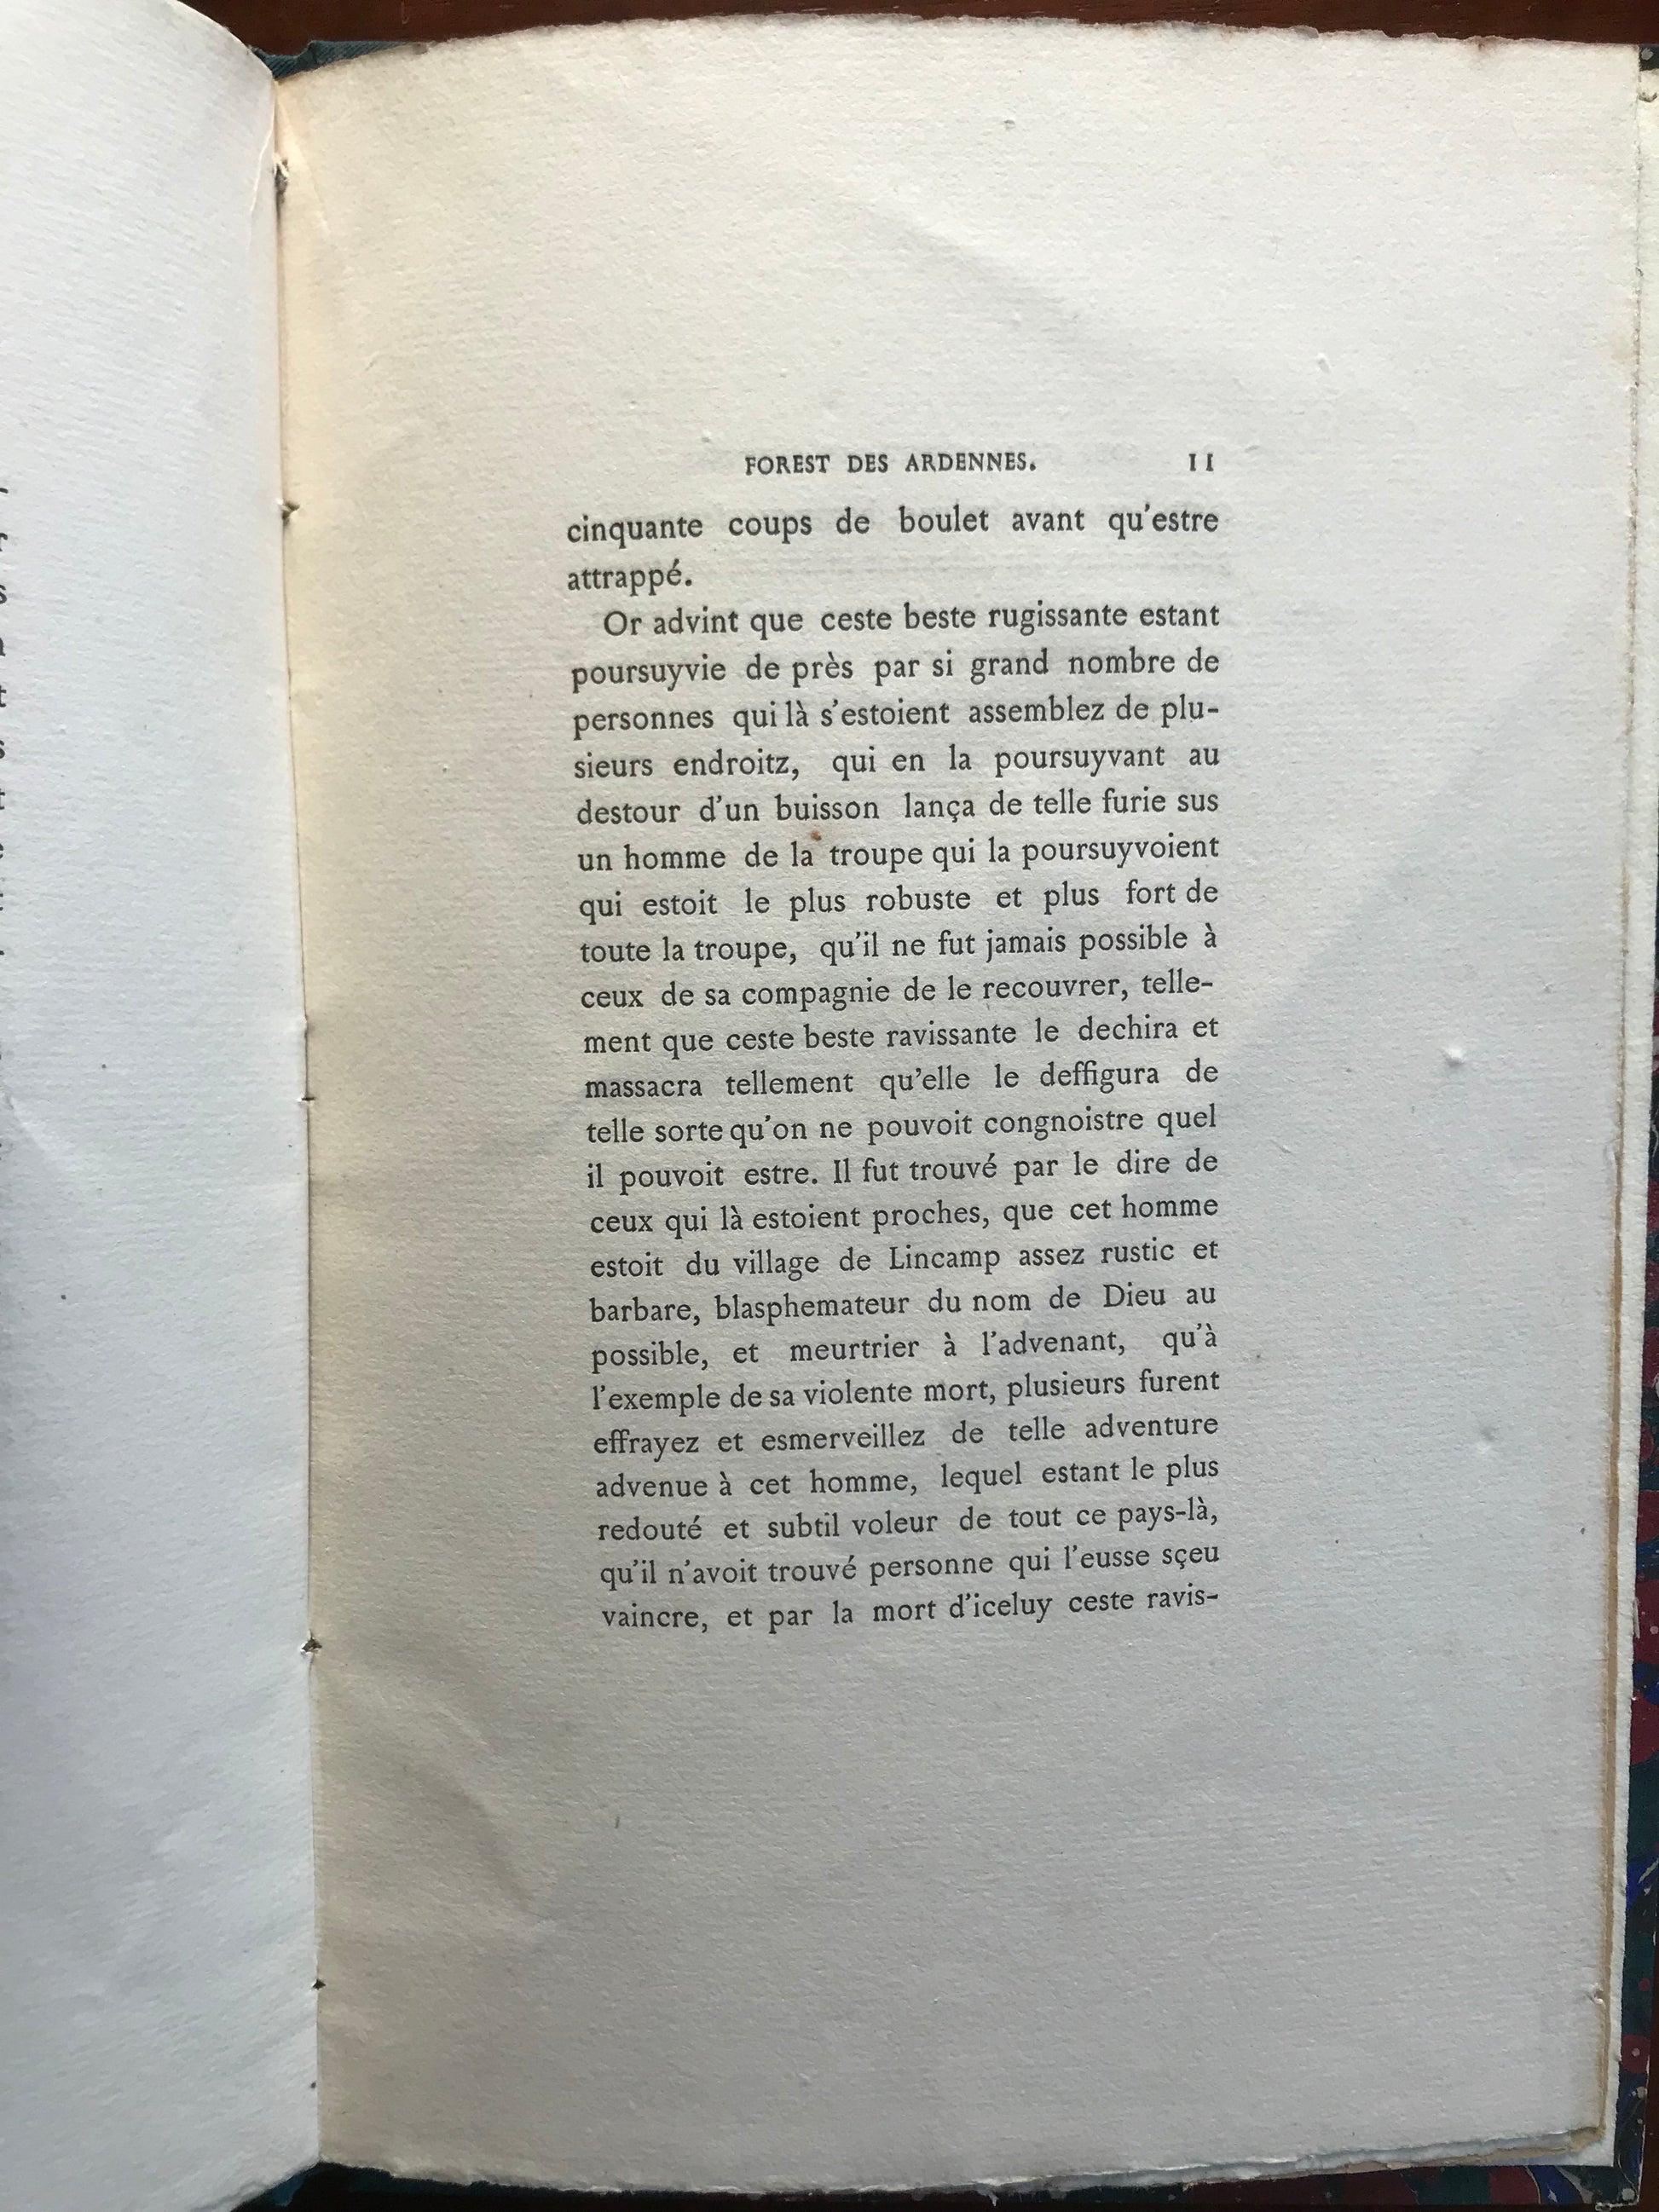 FOREST DES ARDENNES. 11
cinquante coups de boulet avant qu'estre
attrappé.
Or advint que ceste beste rugissante estant
poursuyvie de près par si grand nombre de
personnes qui là s'estoient assemblez de plu-
sieurs endroitz, qui en la poursuyvant au
destour d'un buisson lança de telle furie sus
un homme de la troupe qui la poursuyvoient
qui estoit le plus robuste et plus fort de
toute la troupe, qu'il ne fut jamais possible à
ceux de sa compagnie de le recouvrer, telle-
ment que ceste beste ravissante le dechira et
massacra tellement qu'elle le deffigura de
telle sorte qu'on ne pouvoit congnoistre quel
il pouvoit estre. Il fut trouvé par le dire de
ceux qui là estoient proches, que cet homme
estoit du village de Lincamp assez rustic et
barbare, blasphemateur du nom de Dieu au
possible, et meurtrier à l'advenant, qu'à
l'exemple de sa violente mort, plusieurs furent
effrayez et esmerveillez de telle adventure
advenue à cet homme, lequel estant le plus
redouté et subtil voleur de tout ce pays-là,
qu'il n'avoit trouvé personne qui l'eusse sçeu
vaincre, et par la mort d'iceluy ceste ravis-